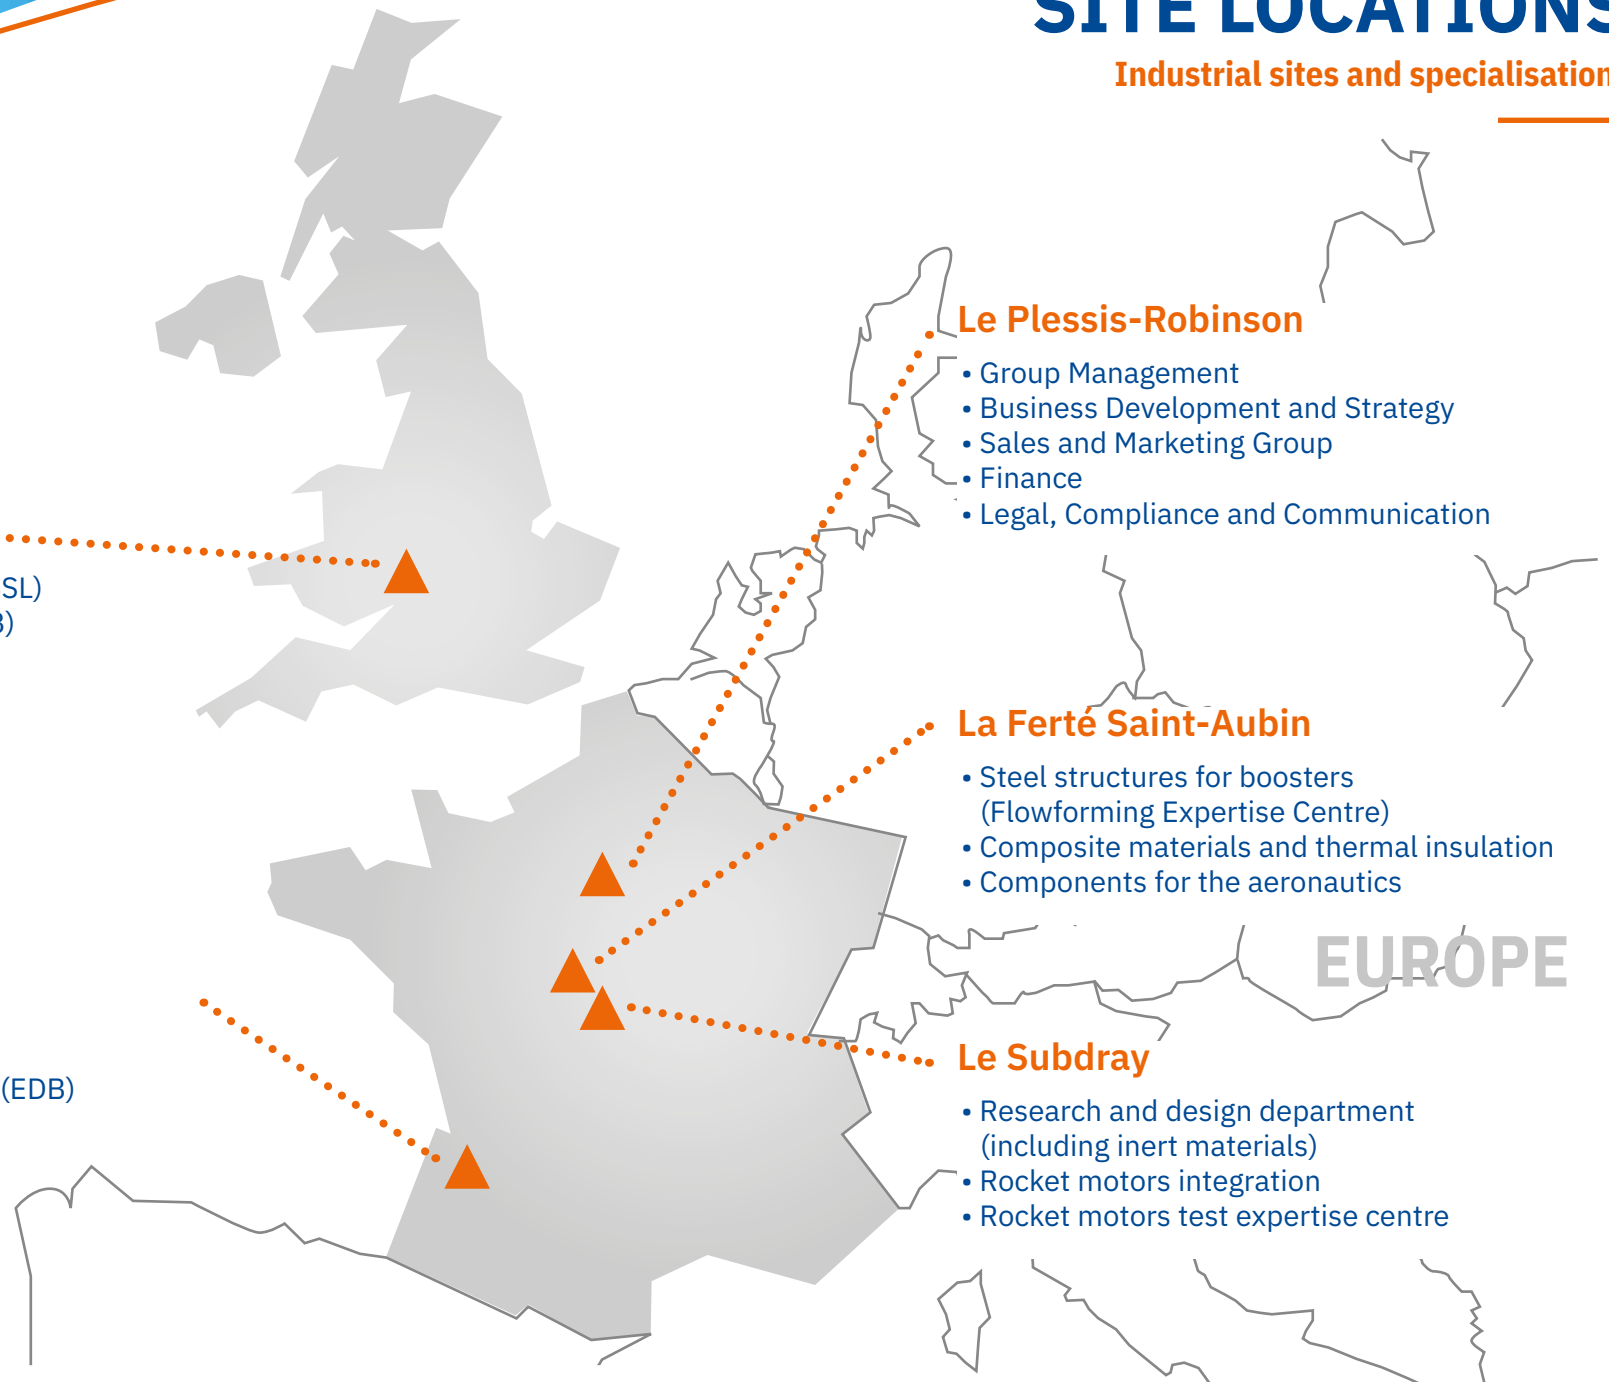 SITE LOCATIONS
Industrial sites and specialisation
Le Plessis-Robinson
• Group Management
• Business Development and Strategy
• Sales and Marketing Group
• Finance
• Legal, Compliance and Communication
SL)
)
La Ferté Saint-Aubin
• Steel structures for boosters
(Flowforming Expertise Centre)
• Composite materials and thermal insulation
• Components for the aeronautics
EUROPE
Le Subdray
• Research and design department
(including inert materials)
• Rocket motors integration
• Rocket motors test expertise centre
(EDB)